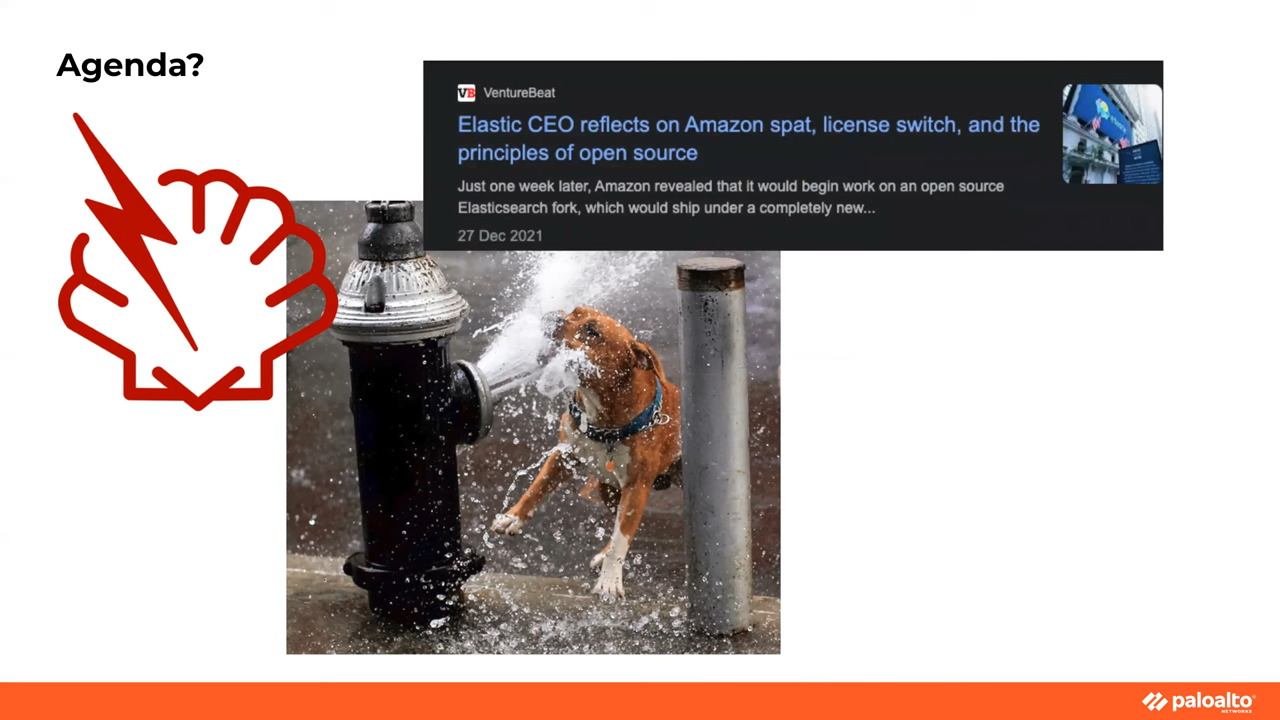 Agenda?
VB VentureBeat
Elastic CEO reflects on Amazon spat, license switch, and the
principles of open source
Just one week later, Amazon revealed that it would begin work on an open source
Elasticsearch fork, which would ship under a completely new...
27 Dec 2021
paloalto
NETWORKS